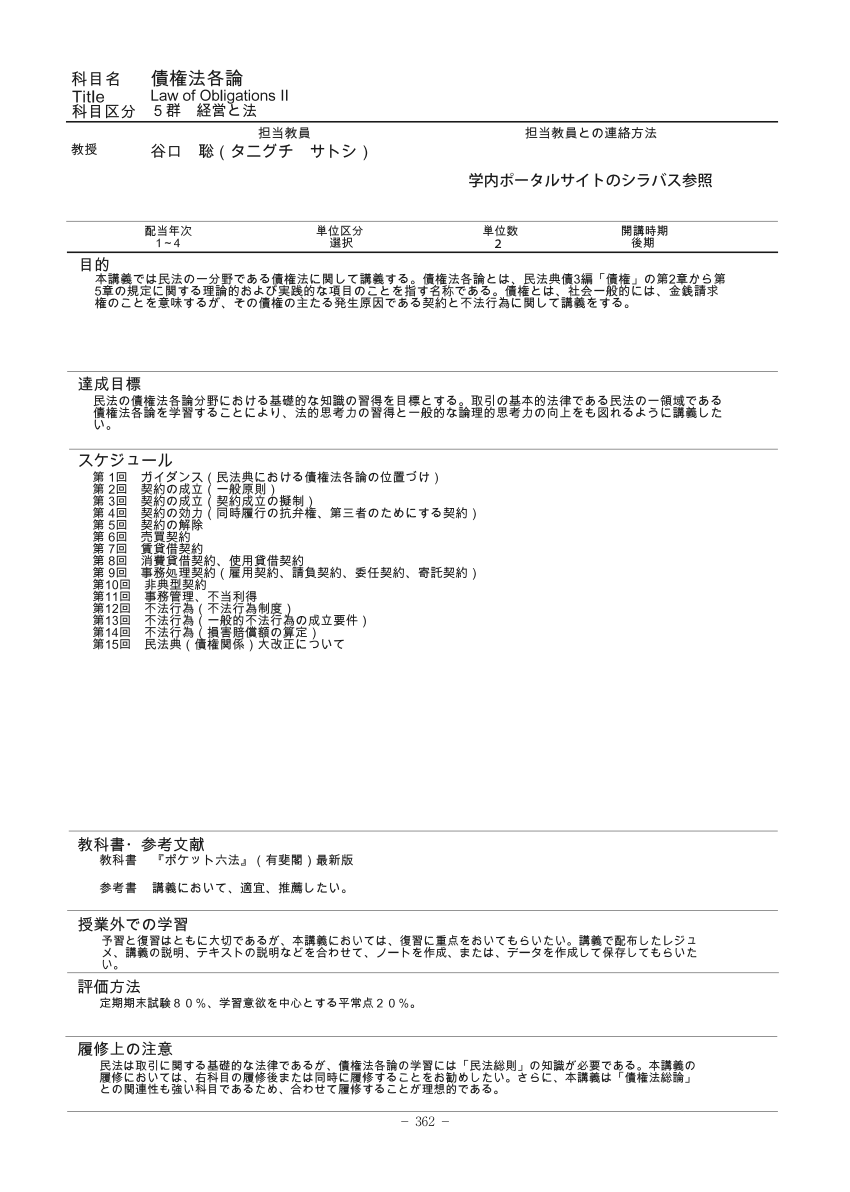 科目名 債権法各論
Title Law of Obligations II
科目区分 5群 経営と法
担当教員 担当教員との連絡方法
教授 谷口 聡(タニグチ サトシ)
学内ポータルサイトのシラバス参照
配当年次 単位区分 単位数 開講時期
1~4 選択 2 後期
目的
本講義では民法の一分野である債権法に関して講義する。債権法各論とは、民法典債3編「債権」の第2章から第
5章の規定に関する理論的および実践的な項目のことを指す名称である。債権とは、社会一般的には、金銭請求
権のことを意味するが、その債権の主たる発生原因である契約と不法行為に関して講義をする。
達成目標
民法の債権法各論分野における基礎的な知識の習得を目標とする。取引の基本的法律である民法の一領域である
債権法各論を学習することにより、法的思考力の習得と一般的な論理的思考力の向上をも図れるように講義した
い。
スケジュール
第 1回 ガイダンス(民法典における債権法各論の位置づけ)
第 2回 契約の成立(一般原則)
第 3回 契約の成立(契約成立の擬制)
第 4回 契約の効力(同時履行の抗弁権、第三者のためにする契約)
第 5回 契約の解除
第 6回 売買契約
第 7回 賃貸借契約
第 8回 消費貸借契約、使用貸借契約
第 9回 事務処理契約(雇用契約、請負契約、委任契約、寄託契約)
第10回 非典型契約
第11回 事務管理、不当利得
第12回 不法行為(不法行為制度)
第13回 不法行為(一般的不法行為の成立要件)
第14回 不法行為(損害賠償額の算定)
第15回 民法典(債権関係)大改正について
教科書・参考文献
教科書 『ポケット六法』(有斐閣)最新版
参考書 講義において、適宜、推薦したい。
授業外での学習
予習と復習はともに大切であるが、本講義においては、復習に重点をおいてもらいたい。講義で配布したレジュ
メ、講義の説明、テキストの説明などを合わせて、ノートを作成、または、データを作成して保存してもらいた
い。
評価方法
定期期末試験80%、学習意欲を中心とする平常点20%。
履修上の注意
民法は取引に関する基礎的な法律であるが、債権法各論の学習には「民法総則」の知識が必要である。本講義の
履修においては、右科目の履修後または同時に履修することをお勧めしたい。さらに、本講義は「債権法総論」
との関連性も強い科目であるため、合わせて履修することが理想的である。
− 362 −